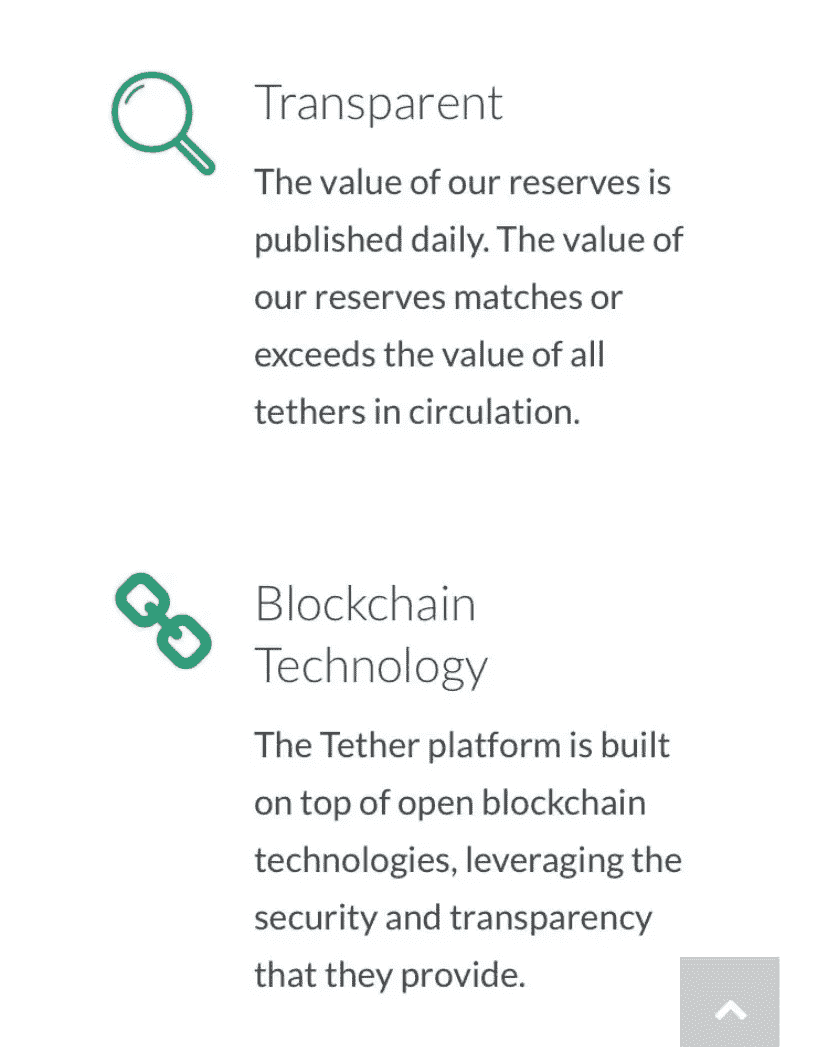 Transparent
The value of our reserves is
published daily. The value of
our reserves matches or
exceeds the value of all
tethers in circulation.
Blockchain
Technology
The Tether platform is built
on top of open blockchain
technologies, leveraging the
security and transparency
that they provide.